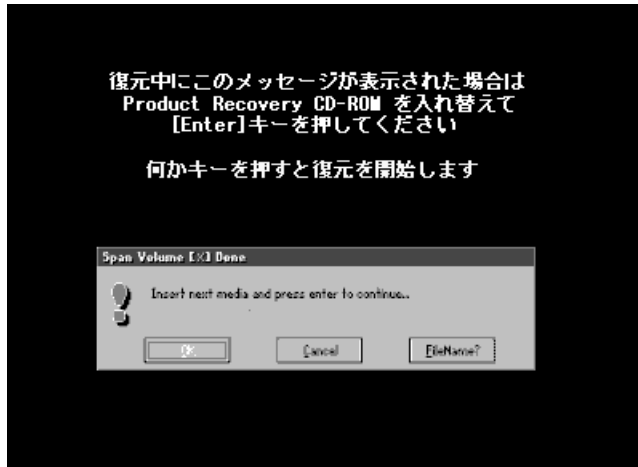 復元中にこのメッセージが表示された場合は
Product Recovery CD-ROM を入れ替えて
[Enter]キーを押してください
何かキーを押すと復元を開始します
Span Volume [X] Done
Insert next media and press enter to continue..
OK
Cancel
FileName?